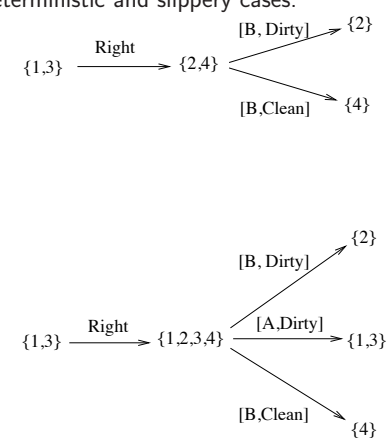 eterministic and slippery cases.
[B, Dirty] {2}
Right
{1,3} {2,4}
[B,Clean] {4}
{2}
[B, Dirty]
Right [A,Dirty]
{1,3} {1,2,3,4} {1,3}
[B,Clean]
{4}